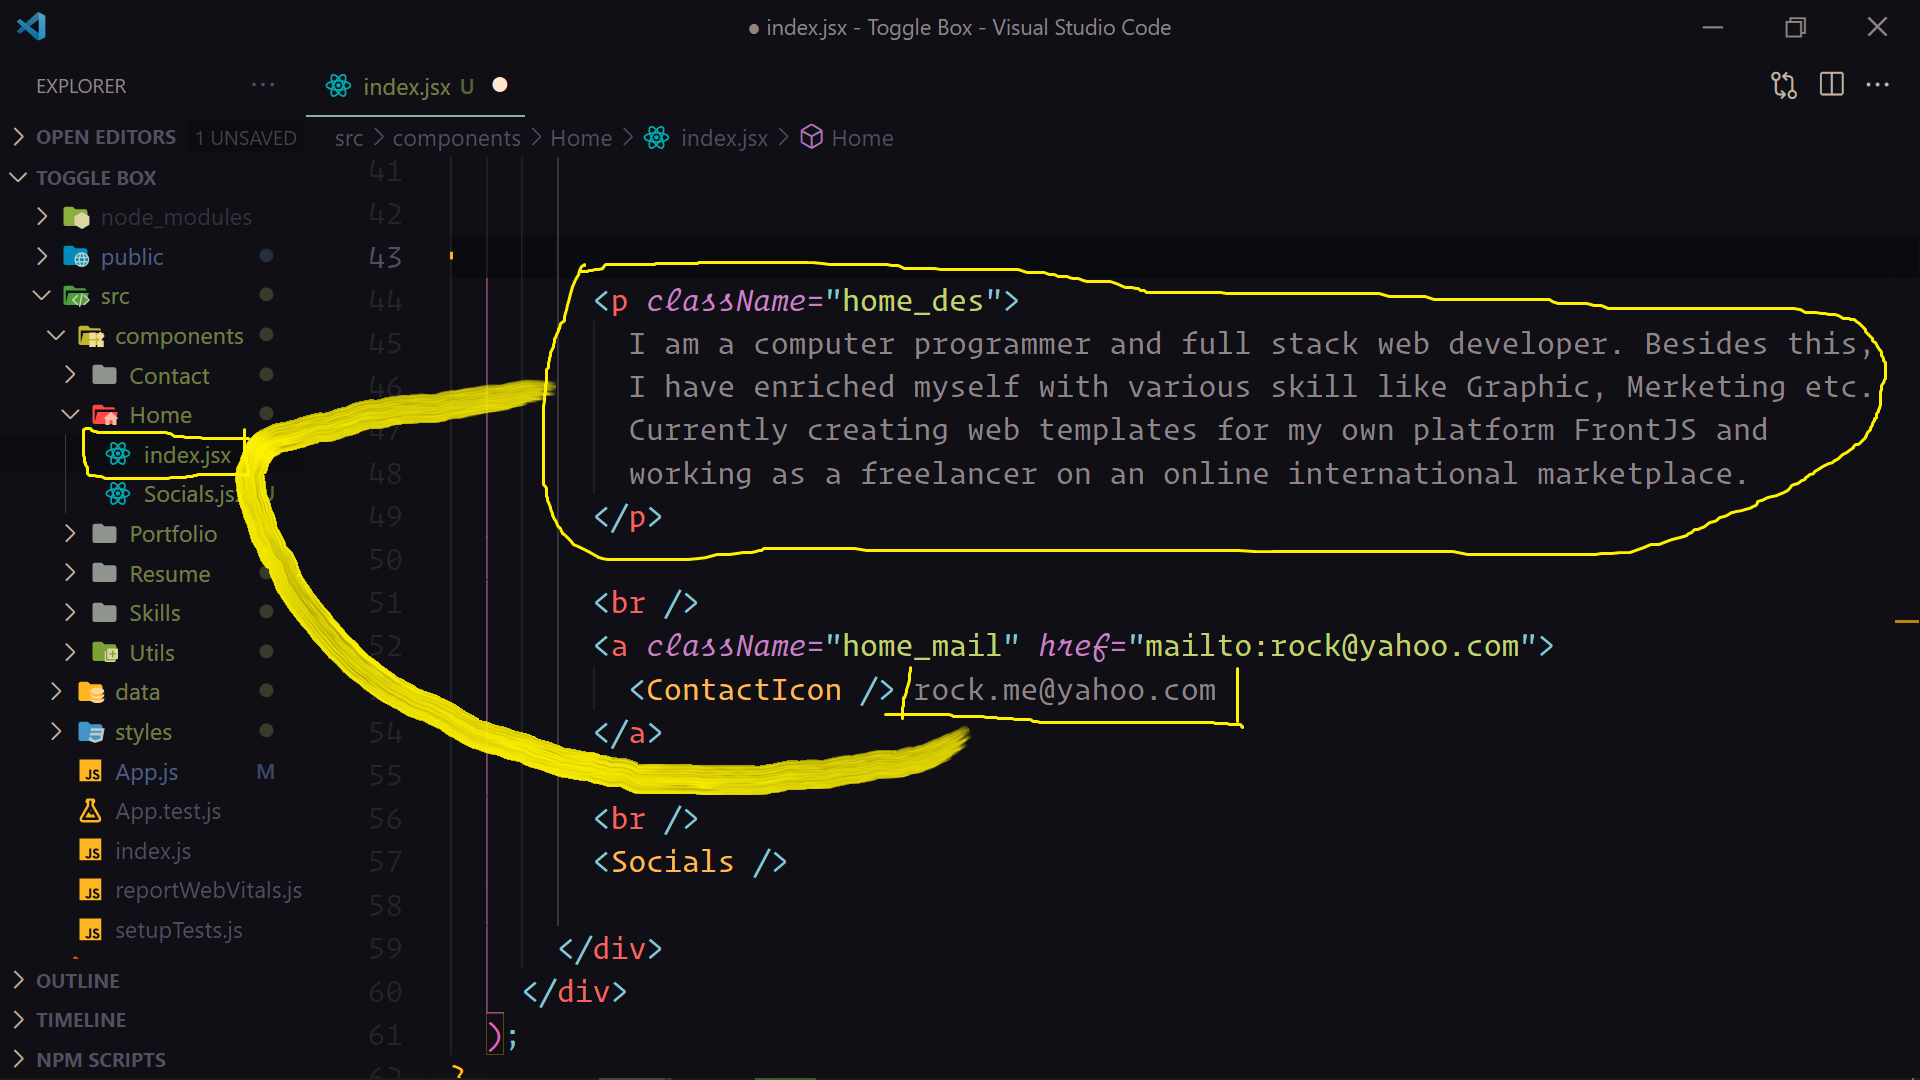 ● index.jsx - Toggle Box - Visual Studio Code
EXPLORER
index.jsx U
OPEN EDITORS 1 UNSAVED
src > components > Home > index.jsx > Home
TOGGLE BOX
node_modules
public
src
components
Contact
Home
index.jsx
Socials.js
Portfolio
Resume
Skills
Utils
data
styles
App.js M
App.test.js
index.js
reportWebVitals.js
setupTests.js
OUTLINE
TIMELINE
NPM SCRIPTS
41
42
43
44 <p className="home_des">
45 I am a computer programmer and full stack web developer. Besides this,
46 I have enriched myself with various skill like Graphic, Merketing etc.
47 Currently creating web templates for my own platform FrontJS and
48 working as a freelancer on an online international marketplace.
49 </p>
50
51 <br />
52 <a className="home_mail" href="mailto:rock@yahoo.com">
<ContactIcon /> rock.me@yahoo.com
54 </a>
55
56 <br />
57 <Socials />
58
59 </div>
60 </div>
61 );